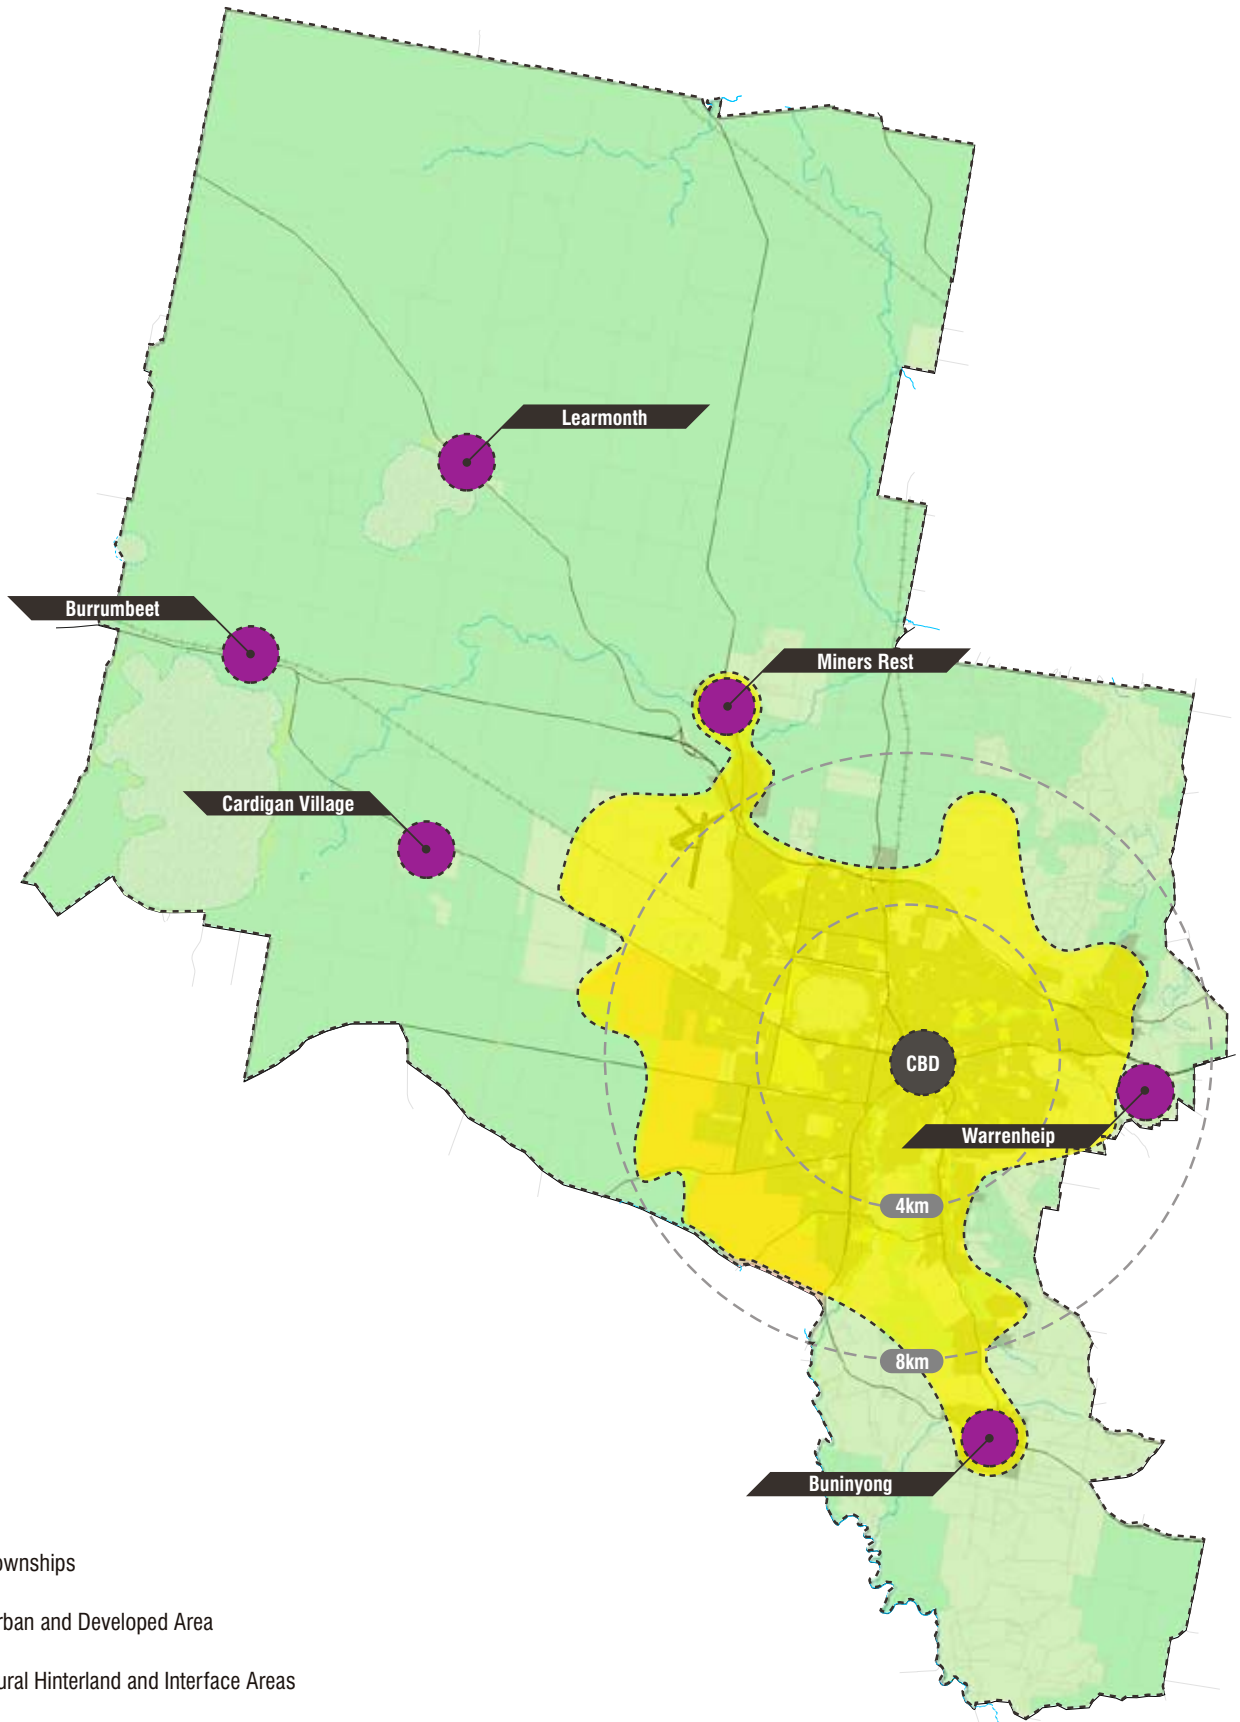 Learmonth
Burrumbeet
Miners Rest
Cardigan Village
CBD
Warrenheip
4km
8km
Buninyong
ownships
rban and Developed Area
ural Hinterland and Interface Areas